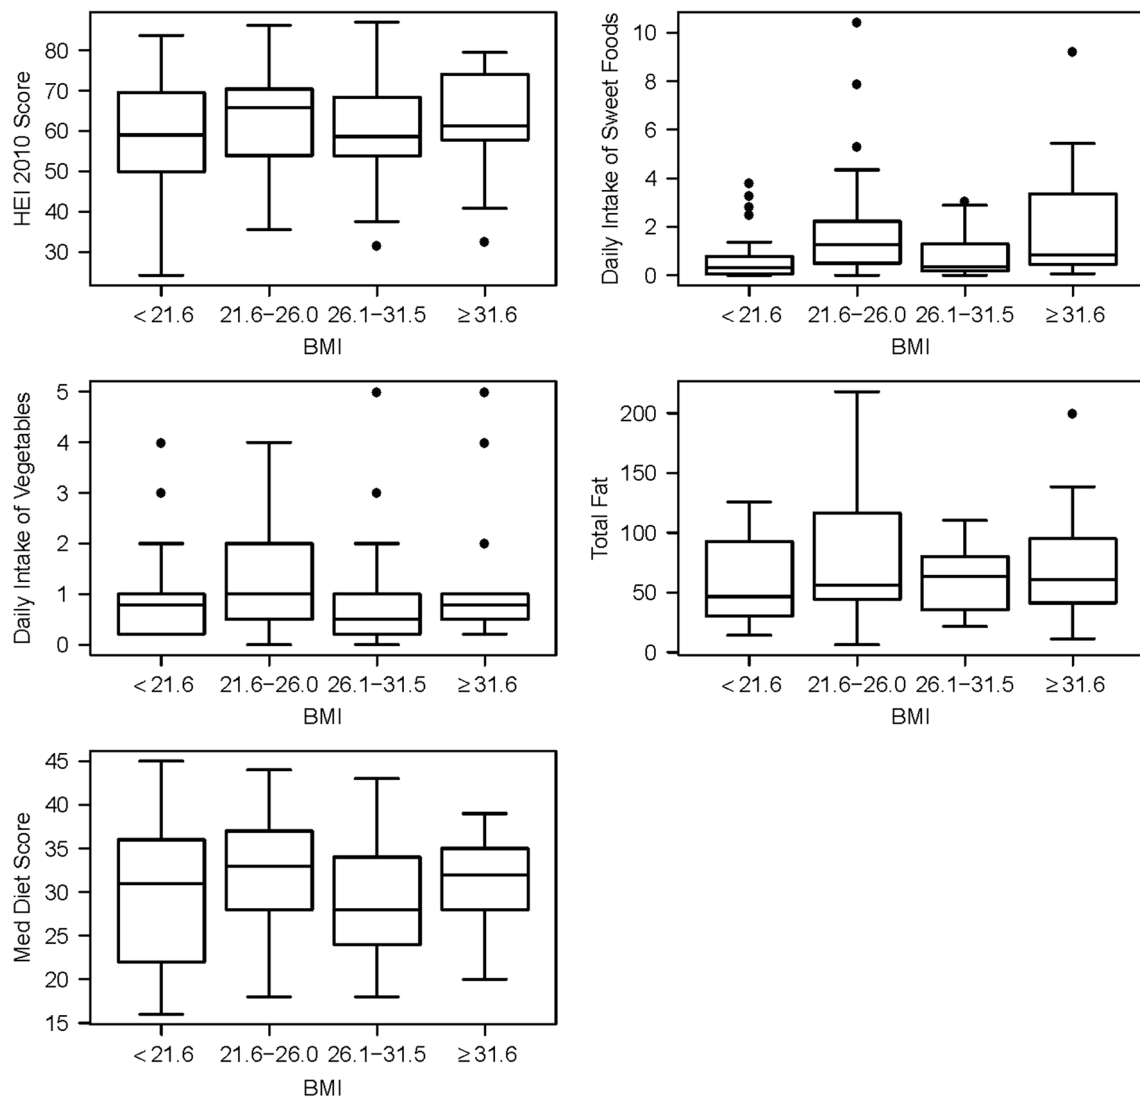 HEI 2010 Score
80
70
60
50
40
30
< 21.6 21.6−26.0 26.1−31.5 ≥ 31.6
BMI
Daily Intake of Sweet Foods
10
8
6
4
2
0
< 21.6 21.6−26.0 26.1−31.5 ≥ 31.6
BMI
Daily Intake of Vegetables
5
4
3
2
1
0
< 21.6 21.6−26.0 26.1−31.5 ≥ 31.6
BMI
Total Fat
200
150
100
50
0
< 21.6 21.6−26.0 26.1−31.5 ≥ 31.6
BMI
Med Diet Score
45
40
35
30
25
20
15
< 21.6 21.6−26.0 26.1−31.5 ≥ 31.6
BMI